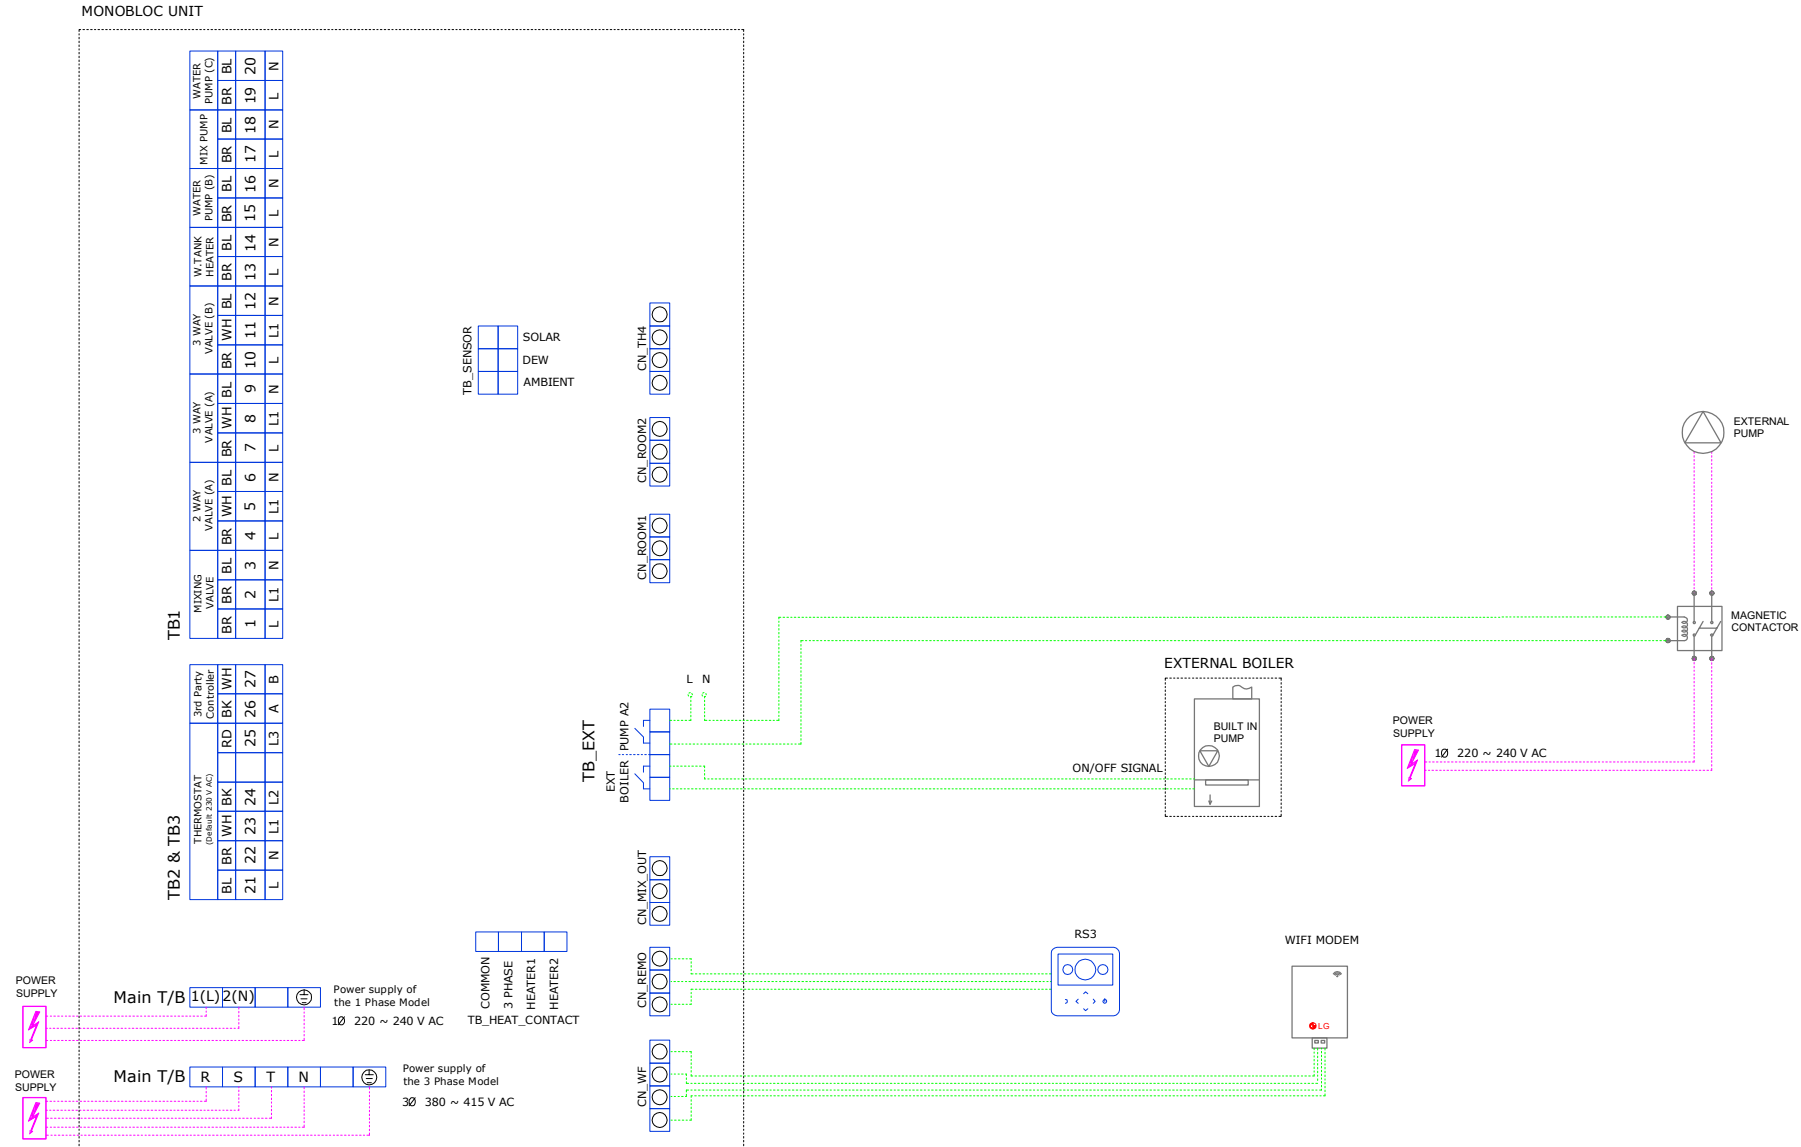 MONOBLOC UNIT
TB1
WATER
PUMP (C)
BL 20 N
BR 19 L
MIX PUMP
BL 18 N
BR 17 L
WATER
PUMP (B)
BL 16 N
BR 15 L
W.TANK
HEATER
BL 14 N
BR 13 L
3 WAY
VALVE (B)
BL 12 N
WH 11 L1
BR 10 L
3 WAY
VALVE (A)
BL 9 N
WH 8 L1
BR 7 L
2 WAY
VALVE (A)
BL 6 N
WH 5 L1
BR 4 L
MIXING
VALVE
BL 3 N
BR 2 L1
BR 1 L
TB2 & TB3
3rd Party
Controller
WH 27 B
BK 26 A
THERMOSTAT
(Default 230 V AC)
RD 25 L3
BK 24 L2
WH 23 L1
BR 22 N
BL 21 L
TB_SENSOR
SOLAR
DEW
AMBIENT
CN_TH4
CN_ROOM2
CN_ROOM1
L N
TB_EXT
PUMP A2
EXT
BOILER
CN_MIX_OUT
CN_REMO
CN_WF
COMMON
3 PHASE
HEATER1
HEATER2
TB_HEAT_CONTACT
POWER
SUPPLY
Main T/B 1(L) 2(N)
Power supply of
the 1 Phase Model
1Ø 220 ~ 240 V AC
POWER
SUPPLY
Main T/B R S T N
Power supply of
the 3 Phase Model
3Ø 380 ~ 415 V AC
EXTERNAL BOILER
BUILT IN
PUMP
ON/OFF SIGNAL
RS3
WIFI MODEM
LG
EXTERNAL
PUMP
MAGNETIC
CONTACTOR
POWER
SUPPLY
1Ø 220 ~ 240 V AC